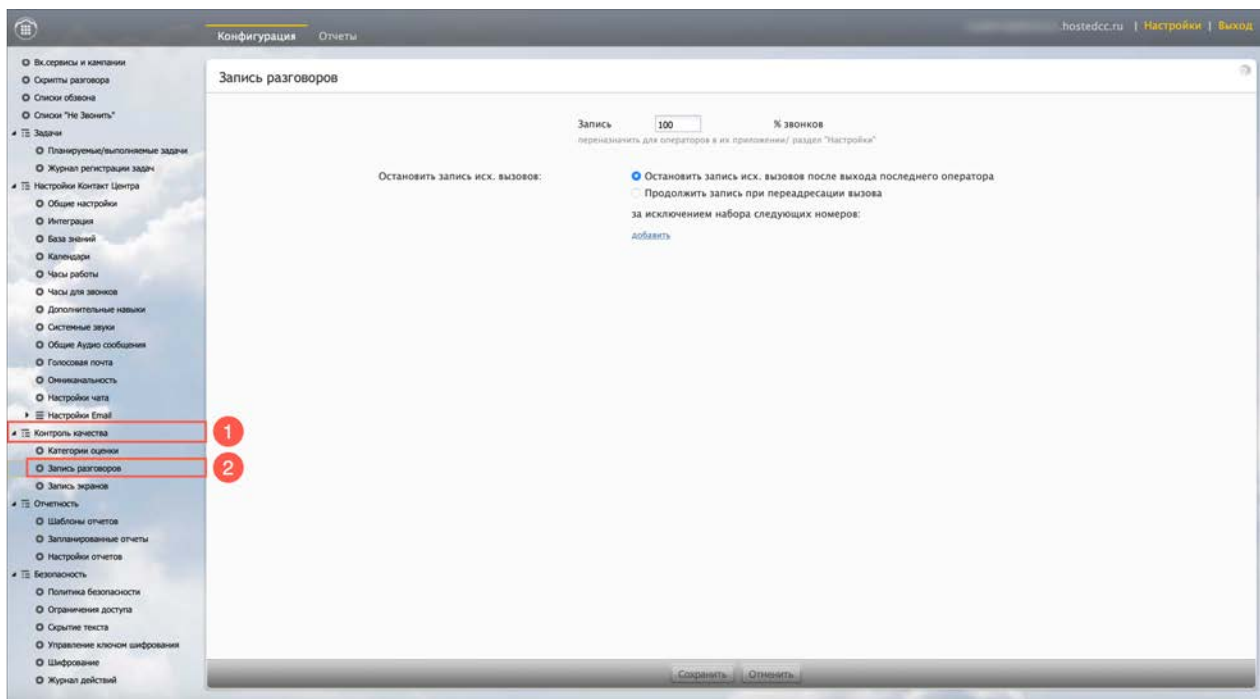 Конфигурация Отчеты .hostedcc.ru | Настройки | Выход
Вх.сервисы и кампании
Скрипты разговора
Списки обзвона
Списки "Не Звонить"
Задачи
Планируемые/выполняемые задачи
Журнал регистрации задач
Настройки Контакт Центра
Общие настройки
Интеграция
База знаний
Календари
Часы работы
Часы для звонков
Дополнительные навыки
Системные звуки
Общие Аудио сообщения
Голосовая почта
Омниканальность
Настройки чата
Настройки Email
Контроль качества 1
Категории оценки
Запись разговоров 2
Запись экранов
Отчетность
Шаблоны отчетов
Запланированные отчеты
Настройки отчетов
Безопасность
Политика безопасности
Ограничения доступа
Скрытие текста
Управление ключом шифрования
Шифрование
Журнал действий
Запись разговоров
Запись 100 % звонков
переназначить для операторов в их приложении/ раздел "Настройки"
Остановить запись исх. вызовов: Остановить запись исх. вызовов после выхода последнего оператора
Продолжить запись при переадресации вызова
за исключением набора следующих номеров:
добавить
Сохранить Отменить